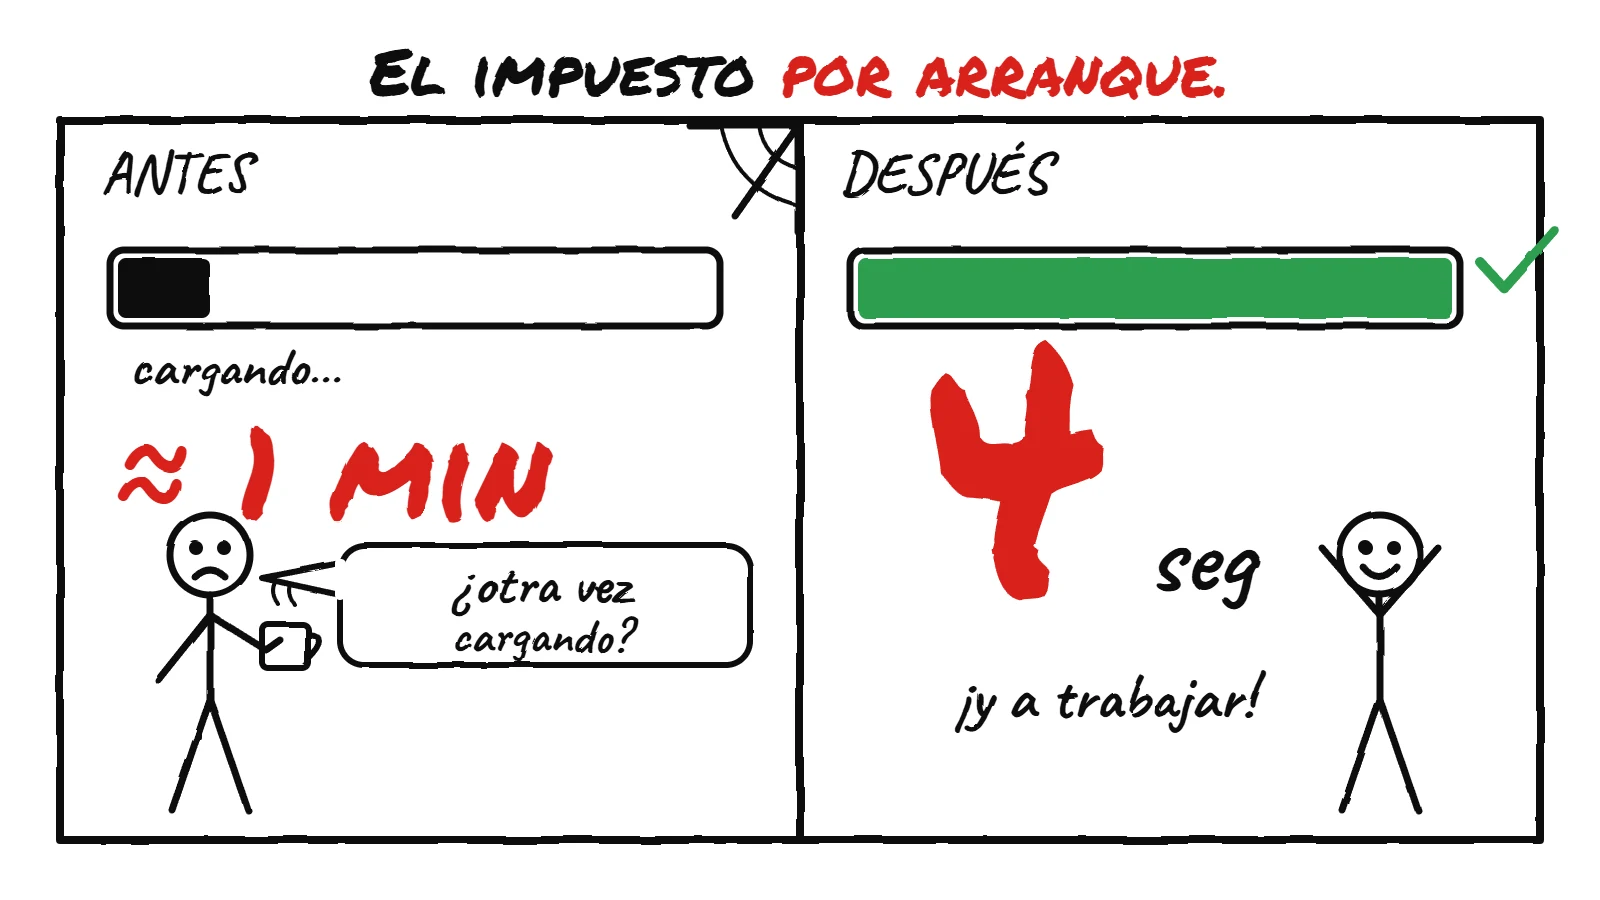 EL IMPUESTO POR ARRANQUE.
ANTES
cargando...
≈ 1 MIN
¿otra vez
cargando?
DESPUÉS
4 seg
¡y a trabajar!